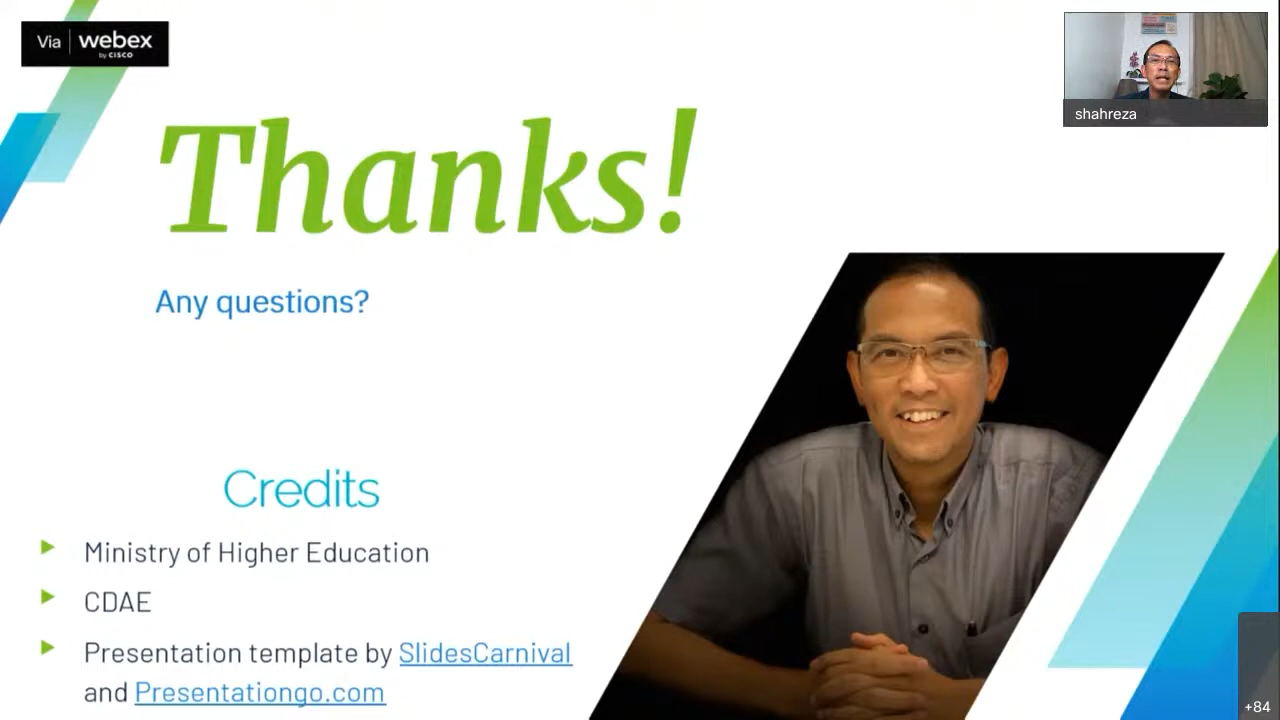 Via webex
by CISCO
shahreza
Thanks!
Any questions?
Credits
Ministry of Higher Education
CDAE
Presentation template by SlidesCarnival
and Presentationgo.com
+84